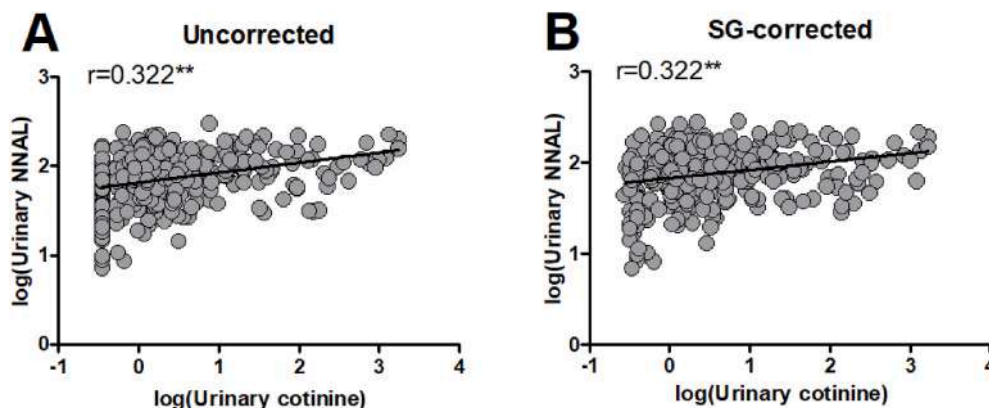 A
Uncorrected
r=0.322**
log(Urinary NNAL)
3
2
1
0
-1 0 1 2 3 4
log(Urinary cotinine)
B
SG-corrected
r=0.322**
log(Urinary NNAL)
3
2
1
0
-1 0 1 2 3 4
log(Urinary cotinine)